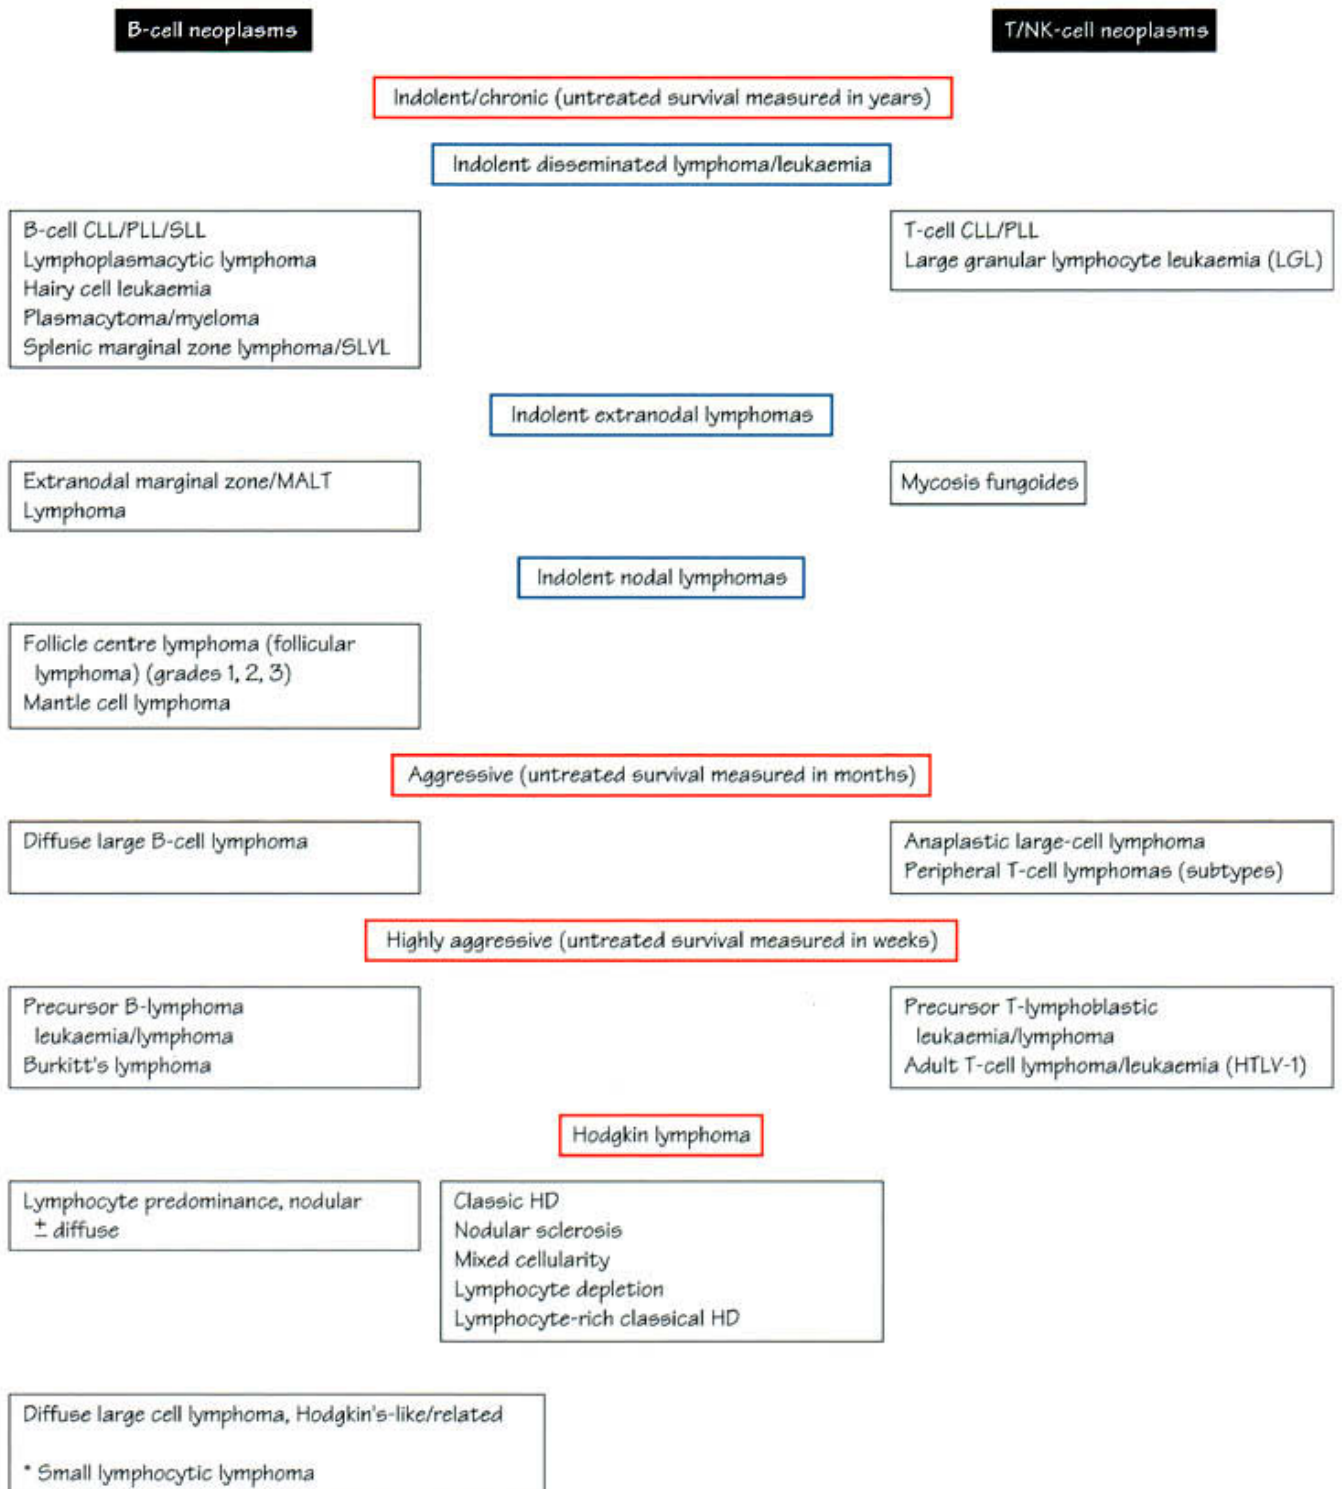 B-cell neoplasms
T/NK-cell neoplasms
Indolent/chronic (untreated survival measured in years)
Indolent disseminated lymphoma/leukaemia
B-cell CLL/PLL/SLL
Lymphoplasmacytic lymphoma
Hairy cell leukaemia
Plasmacytoma/myeloma
Splenic marginal zone lymphoma/SLVL
T-cell CLL/PLL
Large granular lymphocyte leukaemia (LGL)
Indolent extranodal lymphomas
Extranodal marginal zone/MALT
Lymphoma
Mycosis fungoides
Indolent nodal lymphomas
Follicle centre lymphoma (follicular
lymphoma) (grades 1, 2, 3)
Mantle cell lymphoma
Aggressive (untreated survival measured in months)
Diffuse large B-cell lymphoma
Anaplastic large-cell lymphoma
Peripheral T-cell lymphomas (subtypes)
Highly aggressive (untreated survival measured in weeks)
Precursor B-lymphoma
leukaemia/lymphoma
Burkitt's lymphoma
Precursor T-lymphoblastic
leukaemia/lymphoma
Adult T-cell lymphoma/leukaemia (HTLV-1)
Hodgkin lymphoma
Lymphocyte predominance, nodular
± diffuse
Classic HD
Nodular sclerosis
Mixed cellularity
Lymphocyte depletion
Lymphocyte-rich classical HD
Diffuse large cell lymphoma, Hodgkin's-like/related
* Small lymphocytic lymphoma